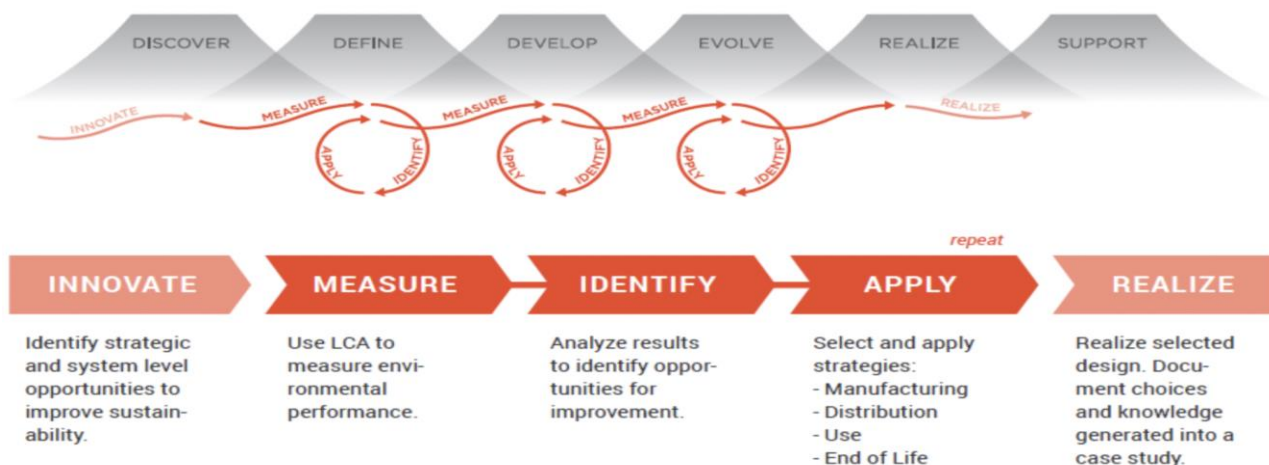 DISCOVER
DEFINE
DEVELOP
EVOLVE
REALIZE
SUPPORT
INNOVATE
MEASURE
MEASURE
MEASURE
REALIZE
APPLY
IDENTIFY
APPLY
IDENTIFY
APPLY
IDENTIFY
repeat
INNOVATE
MEASURE
IDENTIFY
APPLY
REALIZE
Identify strategic
and system level
opportunities to
improve sustain-
ability.
Use LCA to
measure envi-
ronmental
performance.
Analyze results
to identify oppor-
tunities for
improvement.
Select and apply
strategies:
- Manufacturing
- Distribution
- Use
- End of Life
Realize selected
design. Docu-
ment choices
and knowledge
generated into a
case study.